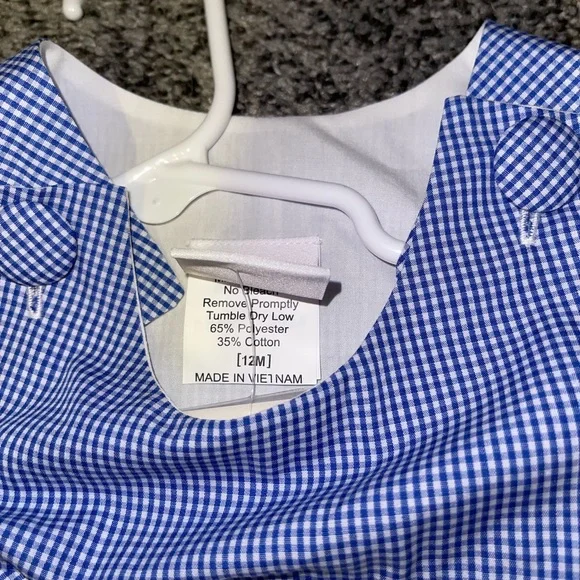 No Bleach
Remove Promptly
Tumble Dry Low
65% Polyester
35% Cotton
[12M]
MADE IN VIETNAM